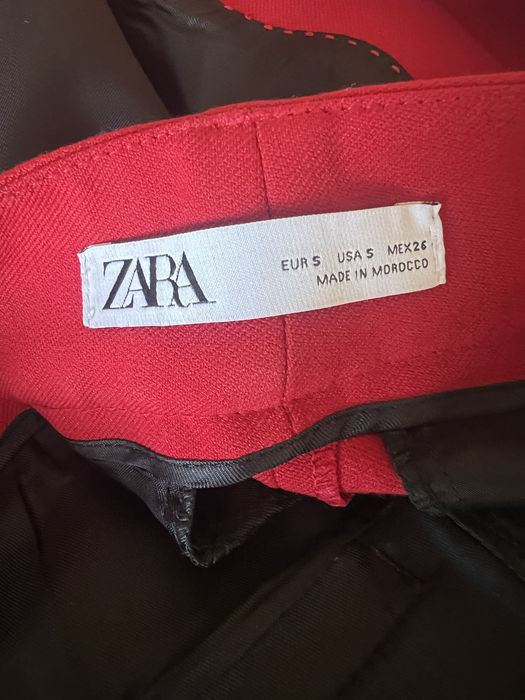 ZARA
EUR S USA S MEX 26
MADE IN MOROCCO